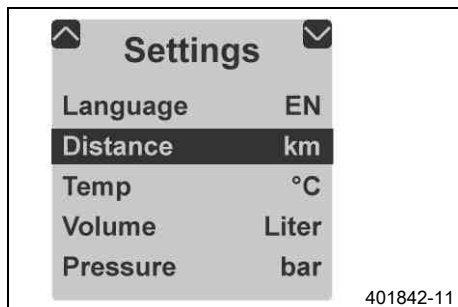 Settings
Language EN
Distance km
Temp °C
Volume Liter
Pressure bar
401842-11